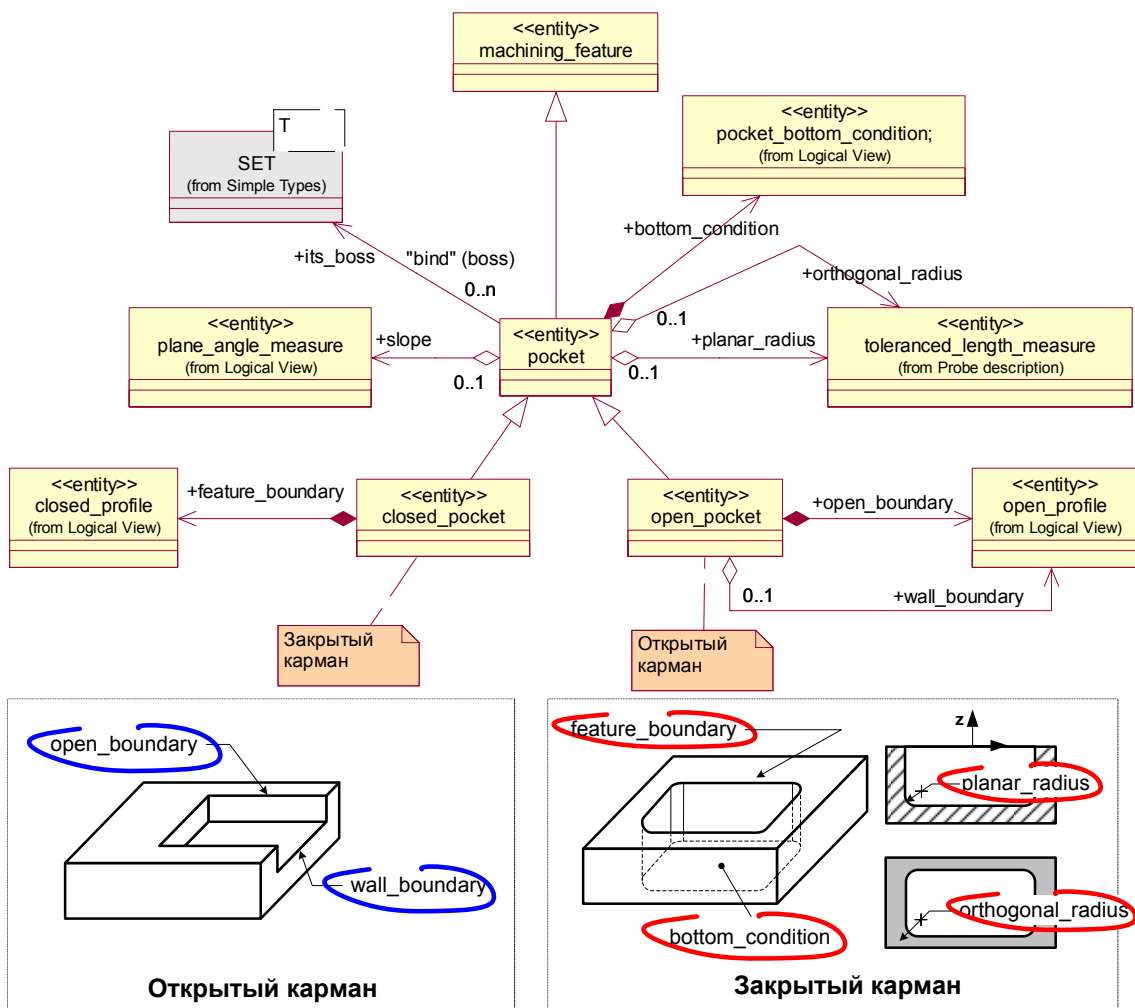 <<entity>>
machining_feature
T
SET
(from Simple Types)
<<entity>>
pocket_bottom_condition;
(from Logical View)
+its_boss
"bind" (boss)
0..n
+bottom_condition
+orthogonal_radius
0..1
<<entity>>
plane_angle_measure
(from Logical View)
+slope
0..1
<<entity>>
pocket
+planar_radius
0..1
<<entity>>
toleranced_length_measure
(from Probe description)
<<entity>>
closed_profile
(from Logical View)
+feature_boundary
<<entity>>
closed_pocket
<<entity>>
open_pocket
+open_boundary
<<entity>>
open_profile
(from Logical View)
0..1
+wall_boundary
Закрытый
карман
Открытый
карман
open_boundary
wall_boundary
Открытый карман
feature_boundary
z
planar_radius
orthogonal_radius
bottom_condition
Закрытый карман